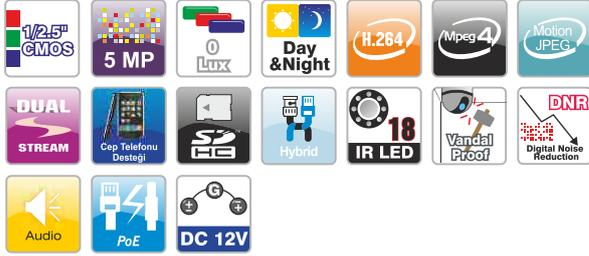 1/2.5"
CMOS
5 MP
0
Lux
Day
&Night
H.264
Mpeg4
Motion
JPEG
DUAL
STREAM
Cep Telefonu
Desteği
SD
HC
Hybrid
18
IR LED
Vandal
Proof
DNR
Digital Noise
Reduction
Audio
PoE
G
± +
DC 12V